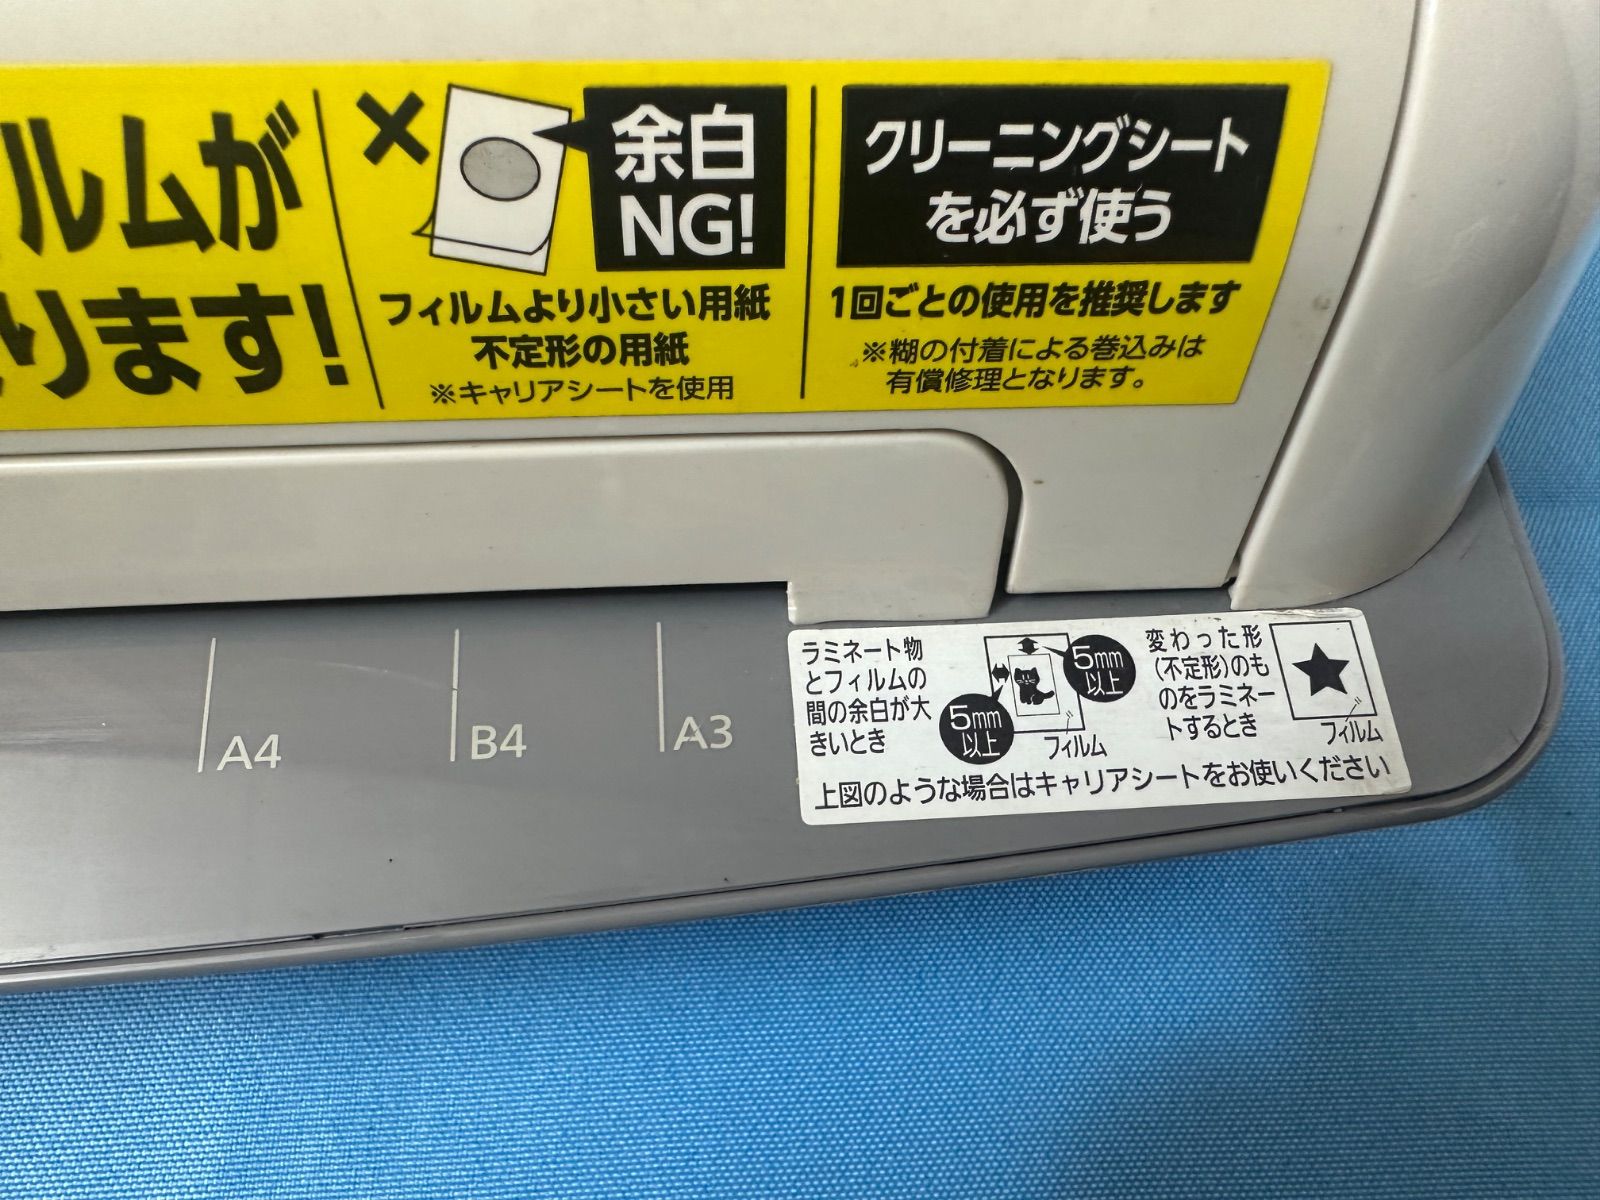 ルムが
ります!
余白
NG!
フィルムより小さい用紙
不定形の用紙
※キャリアシートを使用
クリーニングシート
を必ず使う
1回ごとの使用を推奨します
※糊の付着による巻込みは
有償修理となります。
A4
B4
A3
ラミネート物
とフィルムの
間の余白が大
きいとき
5mm
以上
5mm
以上
フィルム
変わった形
(不定形)のも
のをラミネー
トするとき
フィルム
上図のような場合はキャリアシートをお使いください